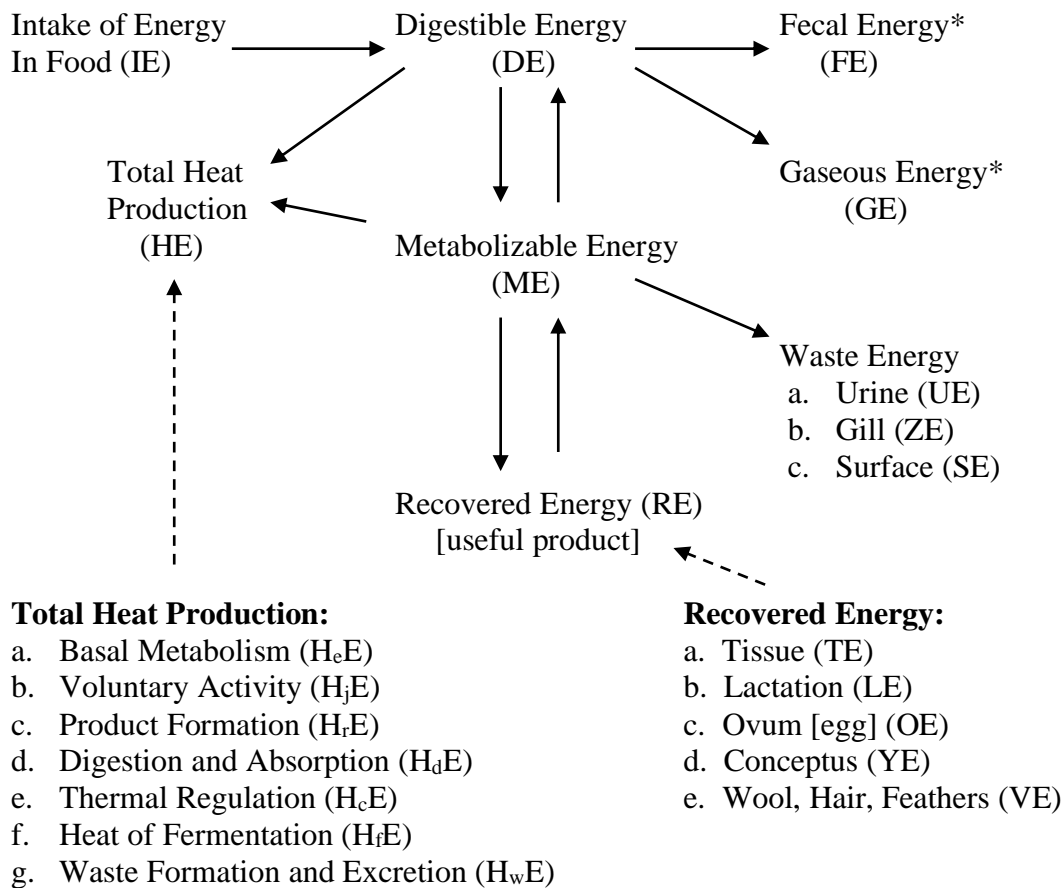 Intake of Energy
In Food (IE)
Digestible Energy
(DE)
Fecal Energy*
(FE)
Total Heat
Production
(HE)
Gaseous Energy*
(GE)
Metabolizable Energy
(ME)
Waste Energy
a. Urine (UE)
b. Gill (ZE)
c. Surface (SE)
Recovered Energy (RE)
[useful product]
Total Heat Production:
a. Basal Metabolism (HeE)
b. Voluntary Activity (HjE)
c. Product Formation (HrE)
d. Digestion and Absorption (HdE)
e. Thermal Regulation (HcE)
f. Heat of Fermentation (HfE)
g. Waste Formation and Excretion (HwE)
Recovered Energy:
a. Tissue (TE)
b. Lactation (LE)
c. Ovum [egg] (OE)
d. Conceptus (YE)
e. Wool, Hair, Feathers (VE)